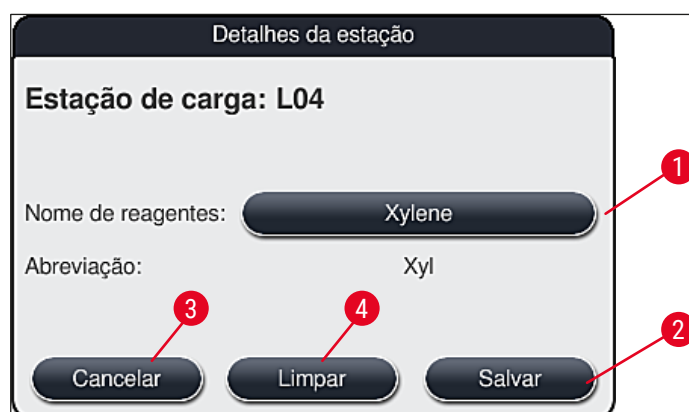 Detalhes da estação
Estação de carga: L04
Nome de reagentes: Xylene
1
Abreviação: Xyl
3 4
2
Cancelar Limpar Salvar